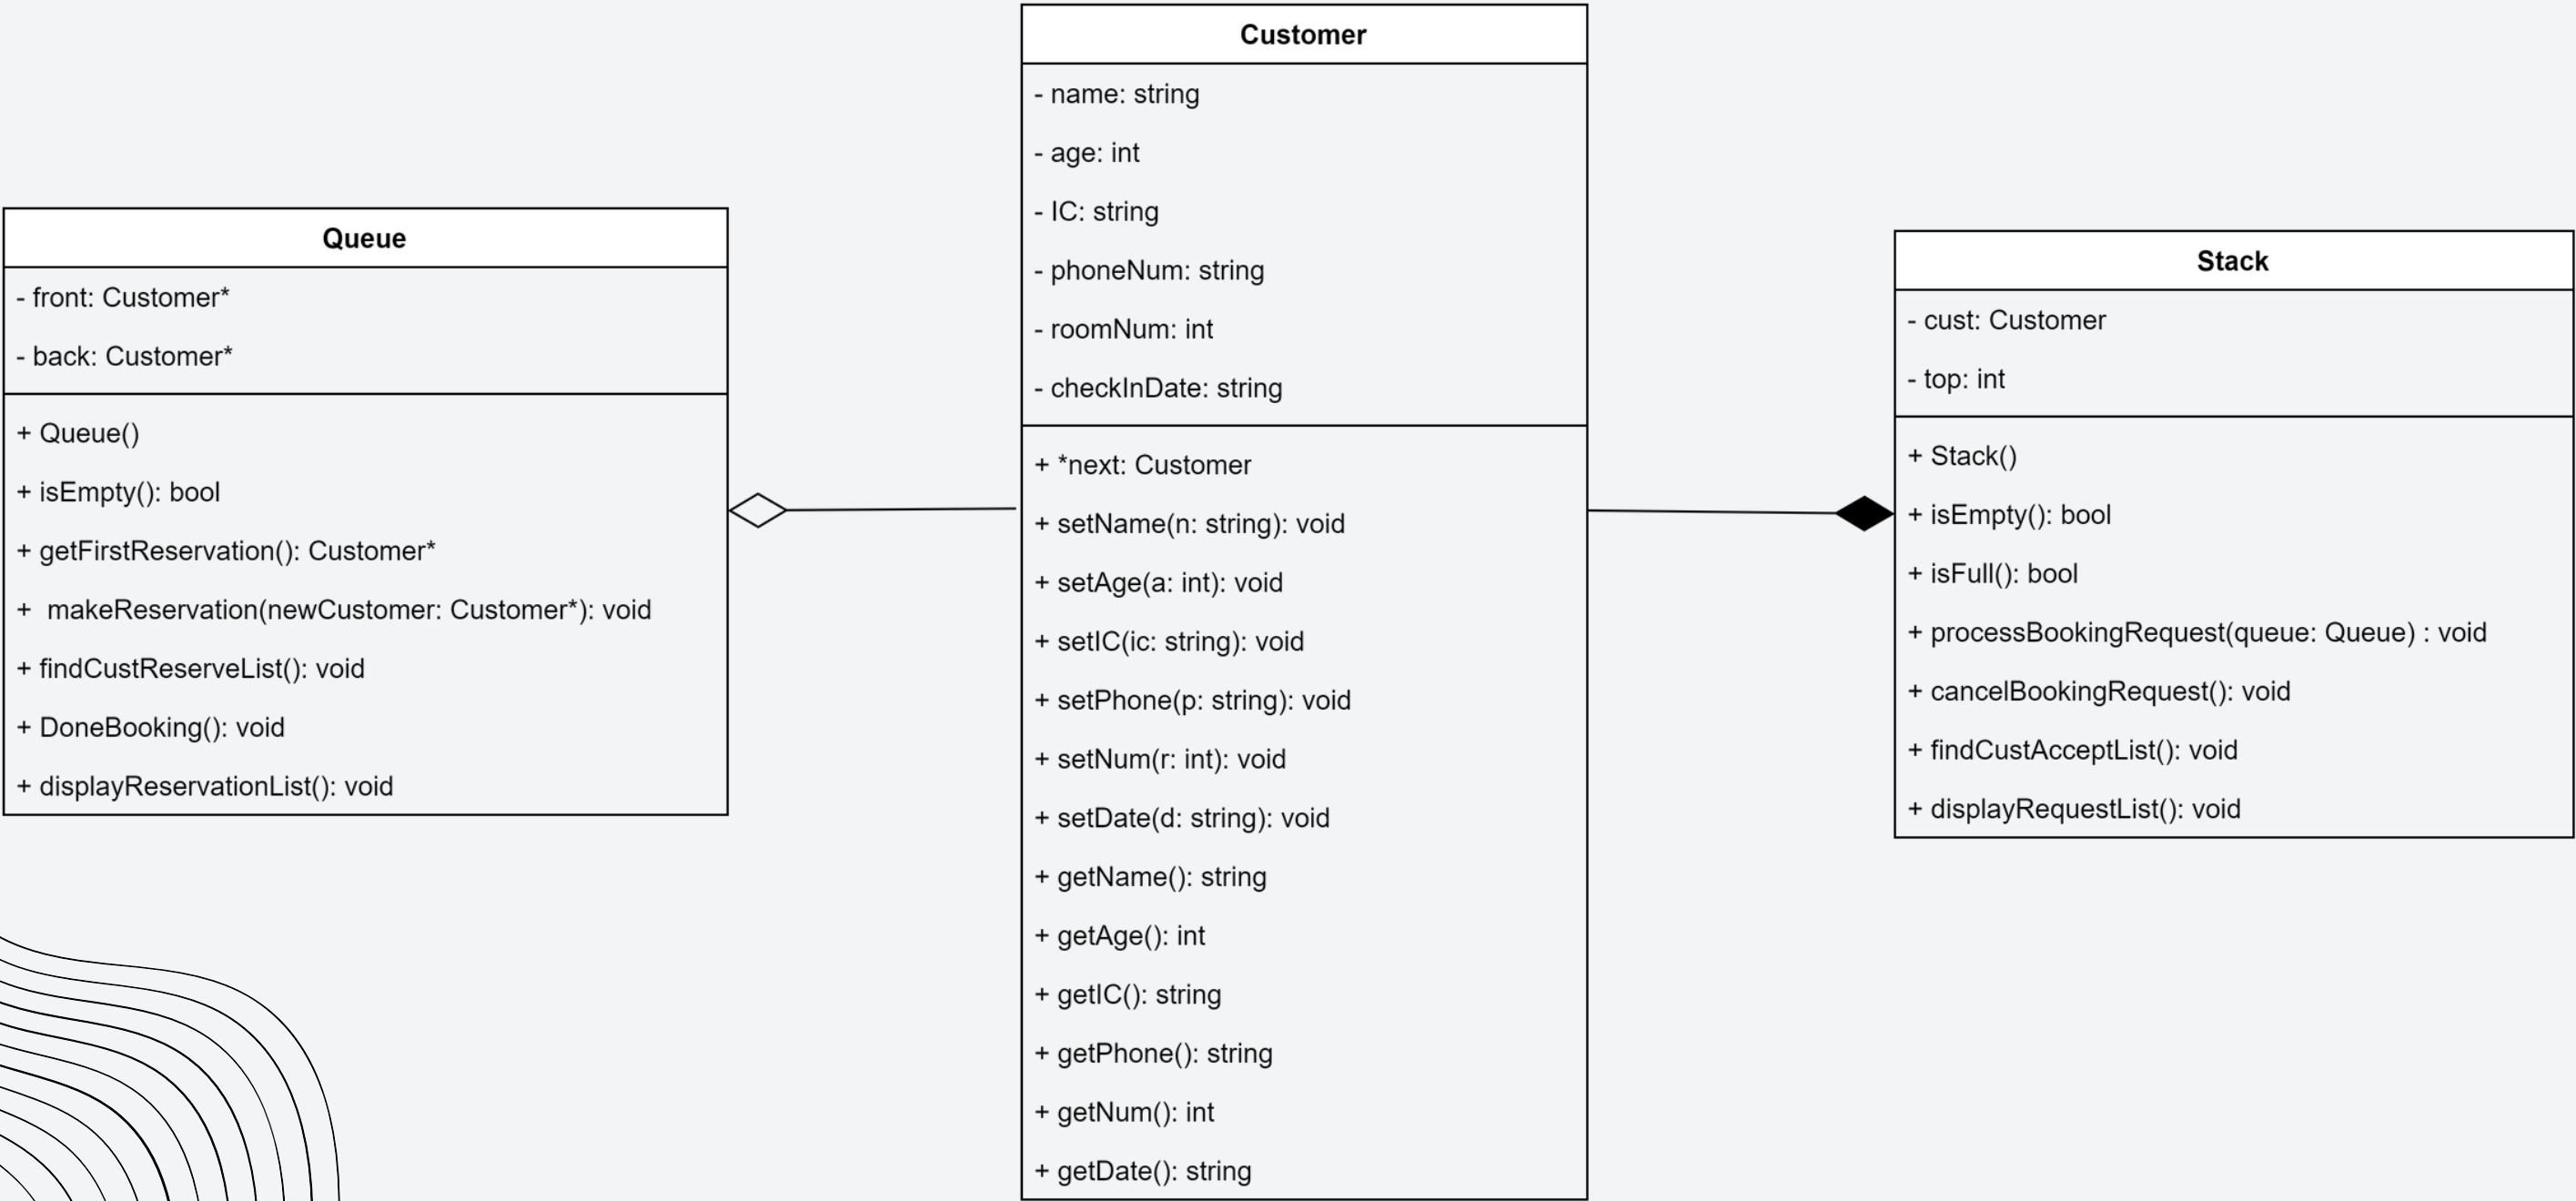 Queue
- front: Customer*
- back: Customer*
+ Queue()
+ isEmpty(): bool
+ getFirstReservation(): Customer*
+  makeReservation(newCustomer: Customer*): void
+ findCustReserveList(): void
+ DoneBooking(): void
+ displayReservationList(): void
Customer
- name: string
- age: int
- IC: string
- phoneNum: string
- roomNum: int
- checkInDate: string
+ *next: Customer
+ setName(n: string): void
+ setAge(a: int): void
+ setIC(ic: string): void
+ setPhone(p: string): void
+ setNum(r: int): void
+ setDate(d: string): void
+ getName(): string
+ getAge(): int
+ getIC(): string
+ getPhone(): string
+ getNum(): int
+ getDate(): string
Stack
- cust: Customer
- top: int
+ Stack()
+ isEmpty(): bool
+ isFull(): bool
+ processBookingRequest(queue: Queue) : void
+ cancelBookingRequest(): void
+ findCustAcceptList(): void
+ displayRequestList(): void